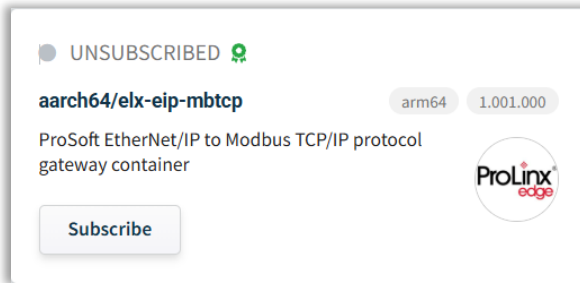 UNSUBSCRIBED
aarch64/elx-eip-mbtcp
arm64
1.001.000
ProSoft EtherNet/IP to Modbus TCP/IP protocol
gateway container
ProLinx
edge
Subscribe